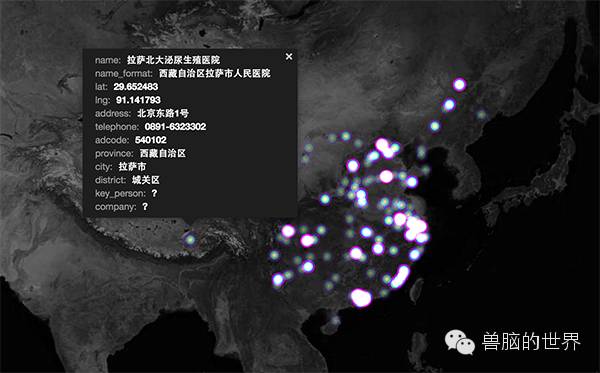 name: 拉萨北大泌尿生殖医院
name_format: 西藏自治区拉萨市人民医院
lat: 29.652483
lng: 91.141793
address: 北京东路1号
telephone: 0891-6323302
adcode: 540102
province: 西藏自治区
city: 拉萨市
district: 城关区
key_person: ?
company: ?
兽脑的世界